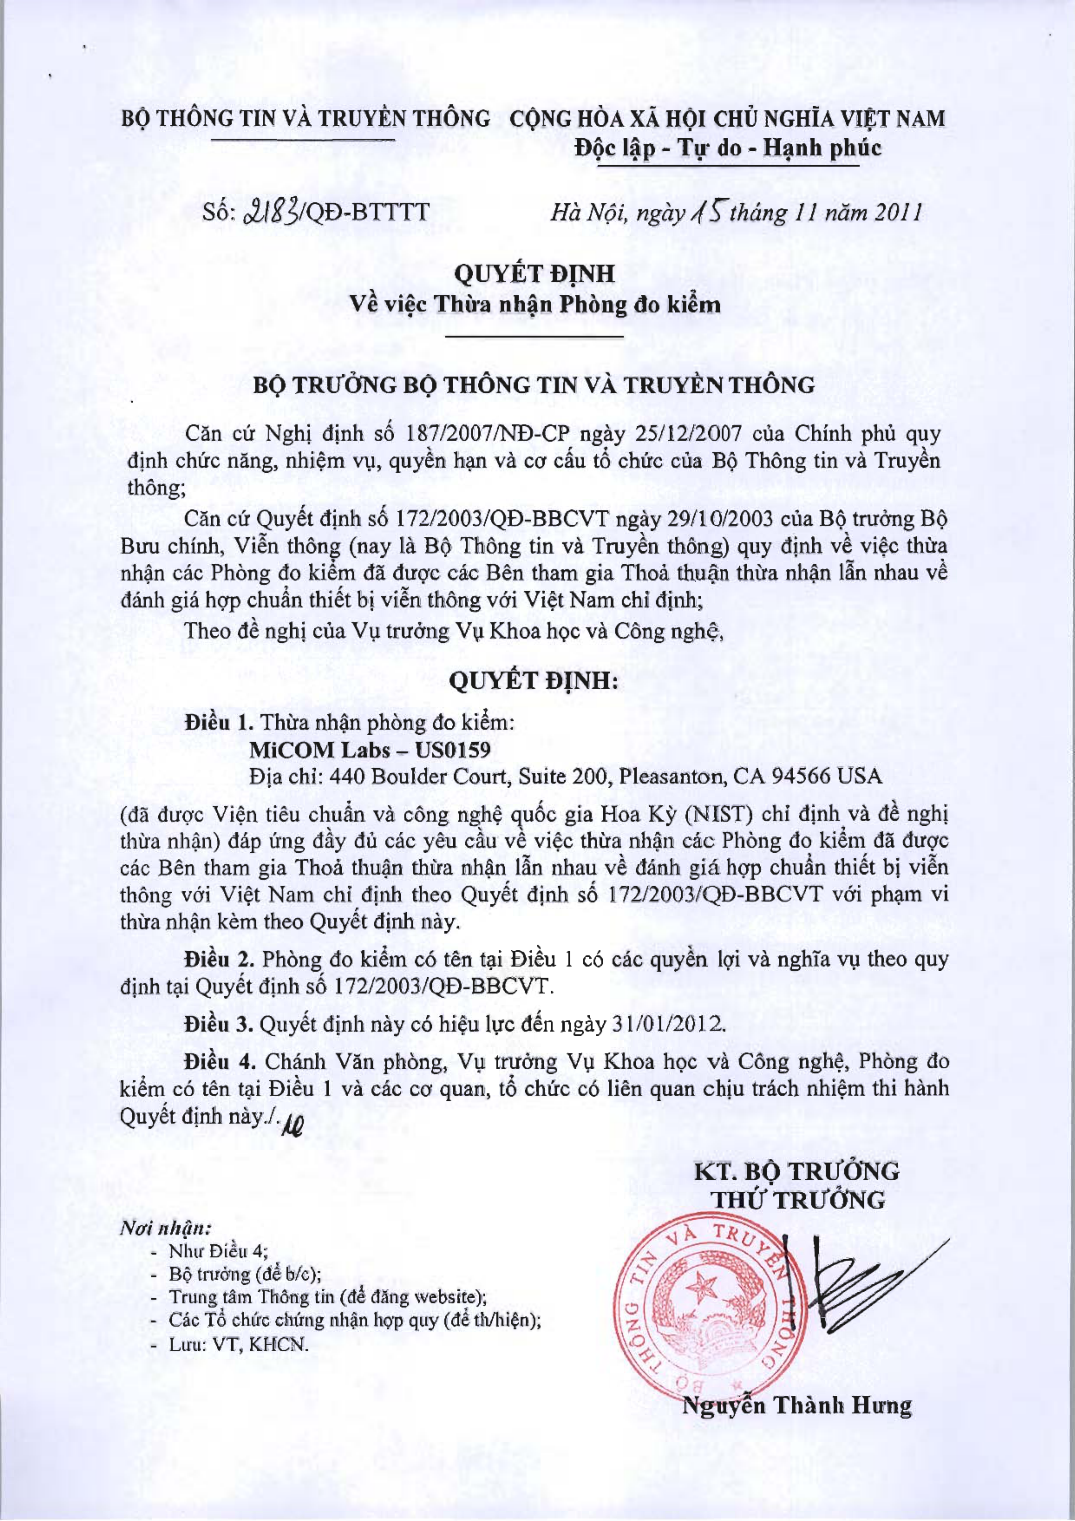 BỘ THÔNG TIN VÀ TRUYỀN THÔNG
CỘNG HÒA XÃ HỘI CHỦ NGHĨA VIỆT NAM
Độc lập - Tự do - Hạnh phúc
Số: 2183/QĐ-BTTTT
Hà Nội, ngày 15 tháng 11 năm 2011
QUYẾT ĐỊNH
Về việc Thừa nhận Phòng đo kiểm
BỘ TRƯỞNG BỘ THÔNG TIN VÀ TRUYỀN THÔNG
Căn cứ Nghị định số 187/2007/NĐ-CP ngày 25/12/2007 của Chính phủ quy
định chức năng, nhiệm vụ, quyền hạn và cơ cấu tổ chức của Bộ Thông tin và Truyền
thông;
Căn cứ Quyết định số 172/2003/QĐ-BBCVT ngày 29/10/2003 của Bộ trưởng Bộ
Bưu chính, Viễn thông (nay là Bộ Thông tin và Truyền thông) quy định về việc thừa
nhận các Phòng đo kiểm đã được các Bên tham gia Thoả thuận thừa nhận lẫn nhau về
đánh giá hợp chuẩn thiết bị viễn thông với Việt Nam chỉ định;
Theo đề nghị của Vụ trưởng Vụ Khoa học và Công nghệ,
QUYẾT ĐỊNH:
Điều 1. Thừa nhận phòng đo kiểm:
MiCOM Labs – US0159
Địa chỉ: 440 Boulder Court, Suite 200, Pleasanton, CA 94566 USA
(đã được Viện tiêu chuẩn và công nghệ quốc gia Hoa Kỳ (NIST) chỉ định và đề nghị
thừa nhận) đáp ứng đầy đủ các yêu cầu về việc thừa nhận các Phòng đo kiểm đã được
các Bên tham gia Thoả thuận thừa nhận lẫn nhau về đánh giá hợp chuẩn thiết bị viễn
thông với Việt Nam chỉ định theo Quyết định số 172/2003/QĐ-BBCVT với phạm vi
thừa nhận kèm theo Quyết định này.
Điều 2. Phòng đo kiểm có tên tại Điều 1 có các quyền lợi và nghĩa vụ theo quy
định tại Quyết định số 172/2003/QĐ-BBCVT.
Điều 3. Quyết định này có hiệu lực đến ngày 31/01/2012.
Điều 4. Chánh Văn phòng, Vụ trưởng Vụ Khoa học và Công nghệ, Phòng đo
kiểm có tên tại Điều 1 và các cơ quan, tổ chức có liên quan chịu trách nhiệm thi hành
Quyết định này./.
KT. BỘ TRƯỞNG
THỨ TRƯỞNG
Nơi nhận:
- Như Điều 4;
- Bộ trưởng (để b/c);
- Trung tâm Thông tin (để đăng website);
- Các Tổ chức chứng nhận hợp quy (để th/hiện);
- Lưu: VT, KHCN.
BỘ THÔNG TIN VÀ TRUYỀN THÔNG
Nguyễn Thành Hưng